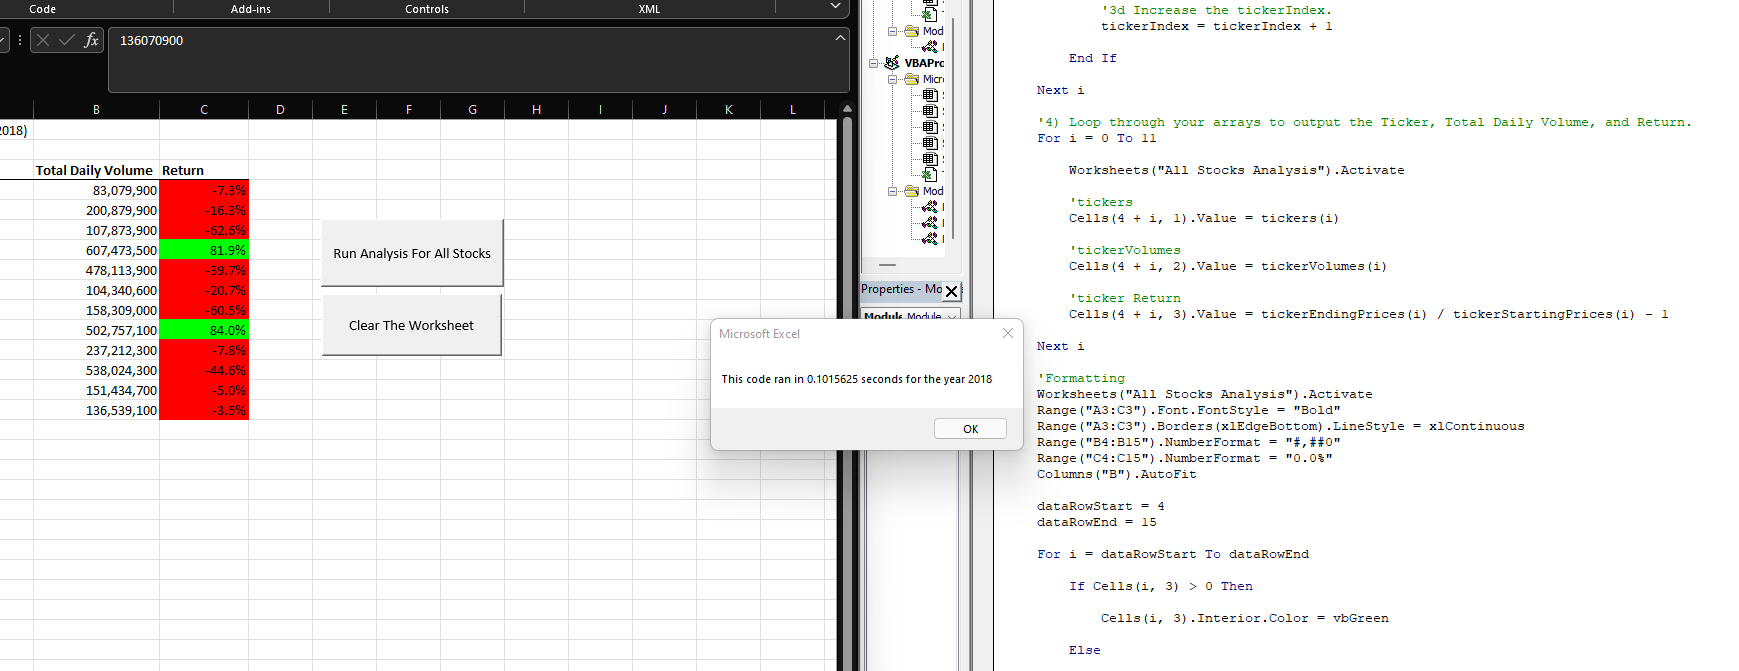 Code Add-ins Controls XML
fx 136070900
B C D E F G H I J K L
2018)
Total Daily Volume Return
83,079,900 -7.3%
200,879,900 -16.3%
107,873,900 -62.6%
607,473,500 81.9%
478,113,900 -39.7%
104,340,600 -20.7%
158,309,000 -60.5%
502,757,100 84.0%
237,212,300 -7.8%
538,024,300 -44.6%
151,434,700 -5.0%
136,539,100 -3.5%
Run Analysis For All Stocks
Clear The Worksheet
Mod
VBAPro
Micr
Mod
Properties - Mo
Module Module
Microsoft Excel
This code ran in 0.1015625 seconds for the year 2018
OK
'3d Increase the tickerIndex.
tickerIndex = tickerIndex + 1
End If
Next i
'4) Loop through your arrays to output the Ticker, Total Daily Volume, and Return.
For i = 0 To 11
Worksheets("All Stocks Analysis").Activate
'tickers
Cells(4 + i, 1).Value = tickers(i)
'tickerVolumes
Cells(4 + i, 2).Value = tickerVolumes(i)
'ticker Return
Cells(4 + i, 3).Value = tickerEndingPrices(i) / tickerStartingPrices(i) - 1
Next i
'Formatting
Worksheets("All Stocks Analysis").Activate
Range("A3:C3").Font.FontStyle = "Bold"
Range("A3:C3").Borders(xlEdgeBottom).LineStyle = xlContinuous
Range("B4:B15").NumberFormat = "#,##0"
Range("C4:C15").NumberFormat = "0.0%"
Columns("B").AutoFit
dataRowStart = 4
dataRowEnd = 15
For i = dataRowStart To dataRowEnd
If Cells(i, 3) > 0 Then
Cells(i, 3).Interior.Color = vbGreen
Else